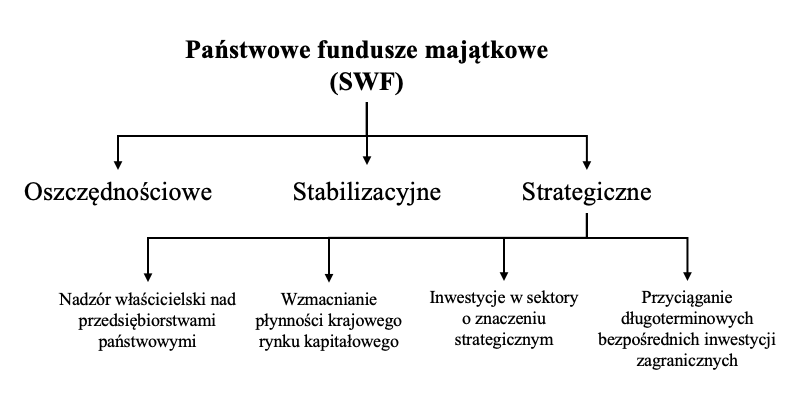 Państwowe fundusze majątkowe
(SWF)
Oszczędnościowe
Stabilizacyjne
Strategiczne
Nadzór właścicielski nad
przedsiębiorstwami
państwowymi
Wzmacnianie
płynności krajowego
rynku kapitałowego
Inwestycje w sektory
o znaczeniu
strategicznym
Przyciąganie
długoterminowych
bezpośrednich inwestycji
zagranicznych